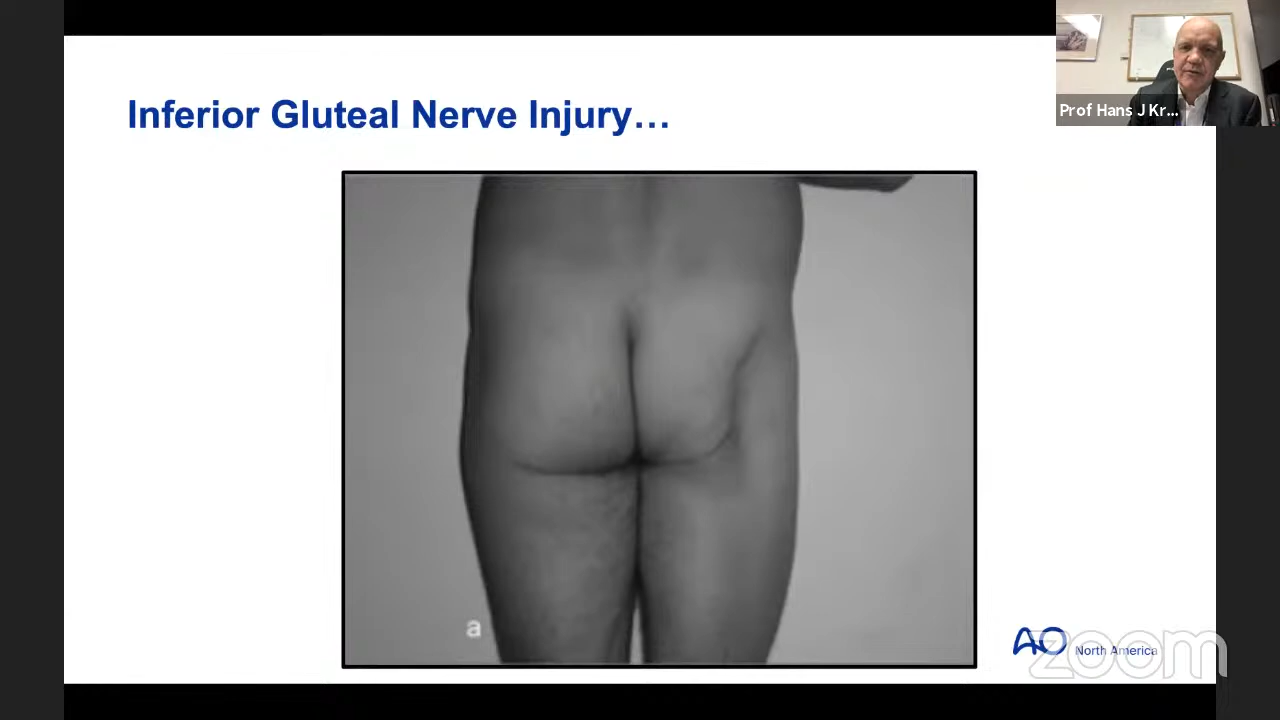 Inferior Gluteal Nerve Injury...
Prof Hans J Kr...
a
AO
North America
zoom